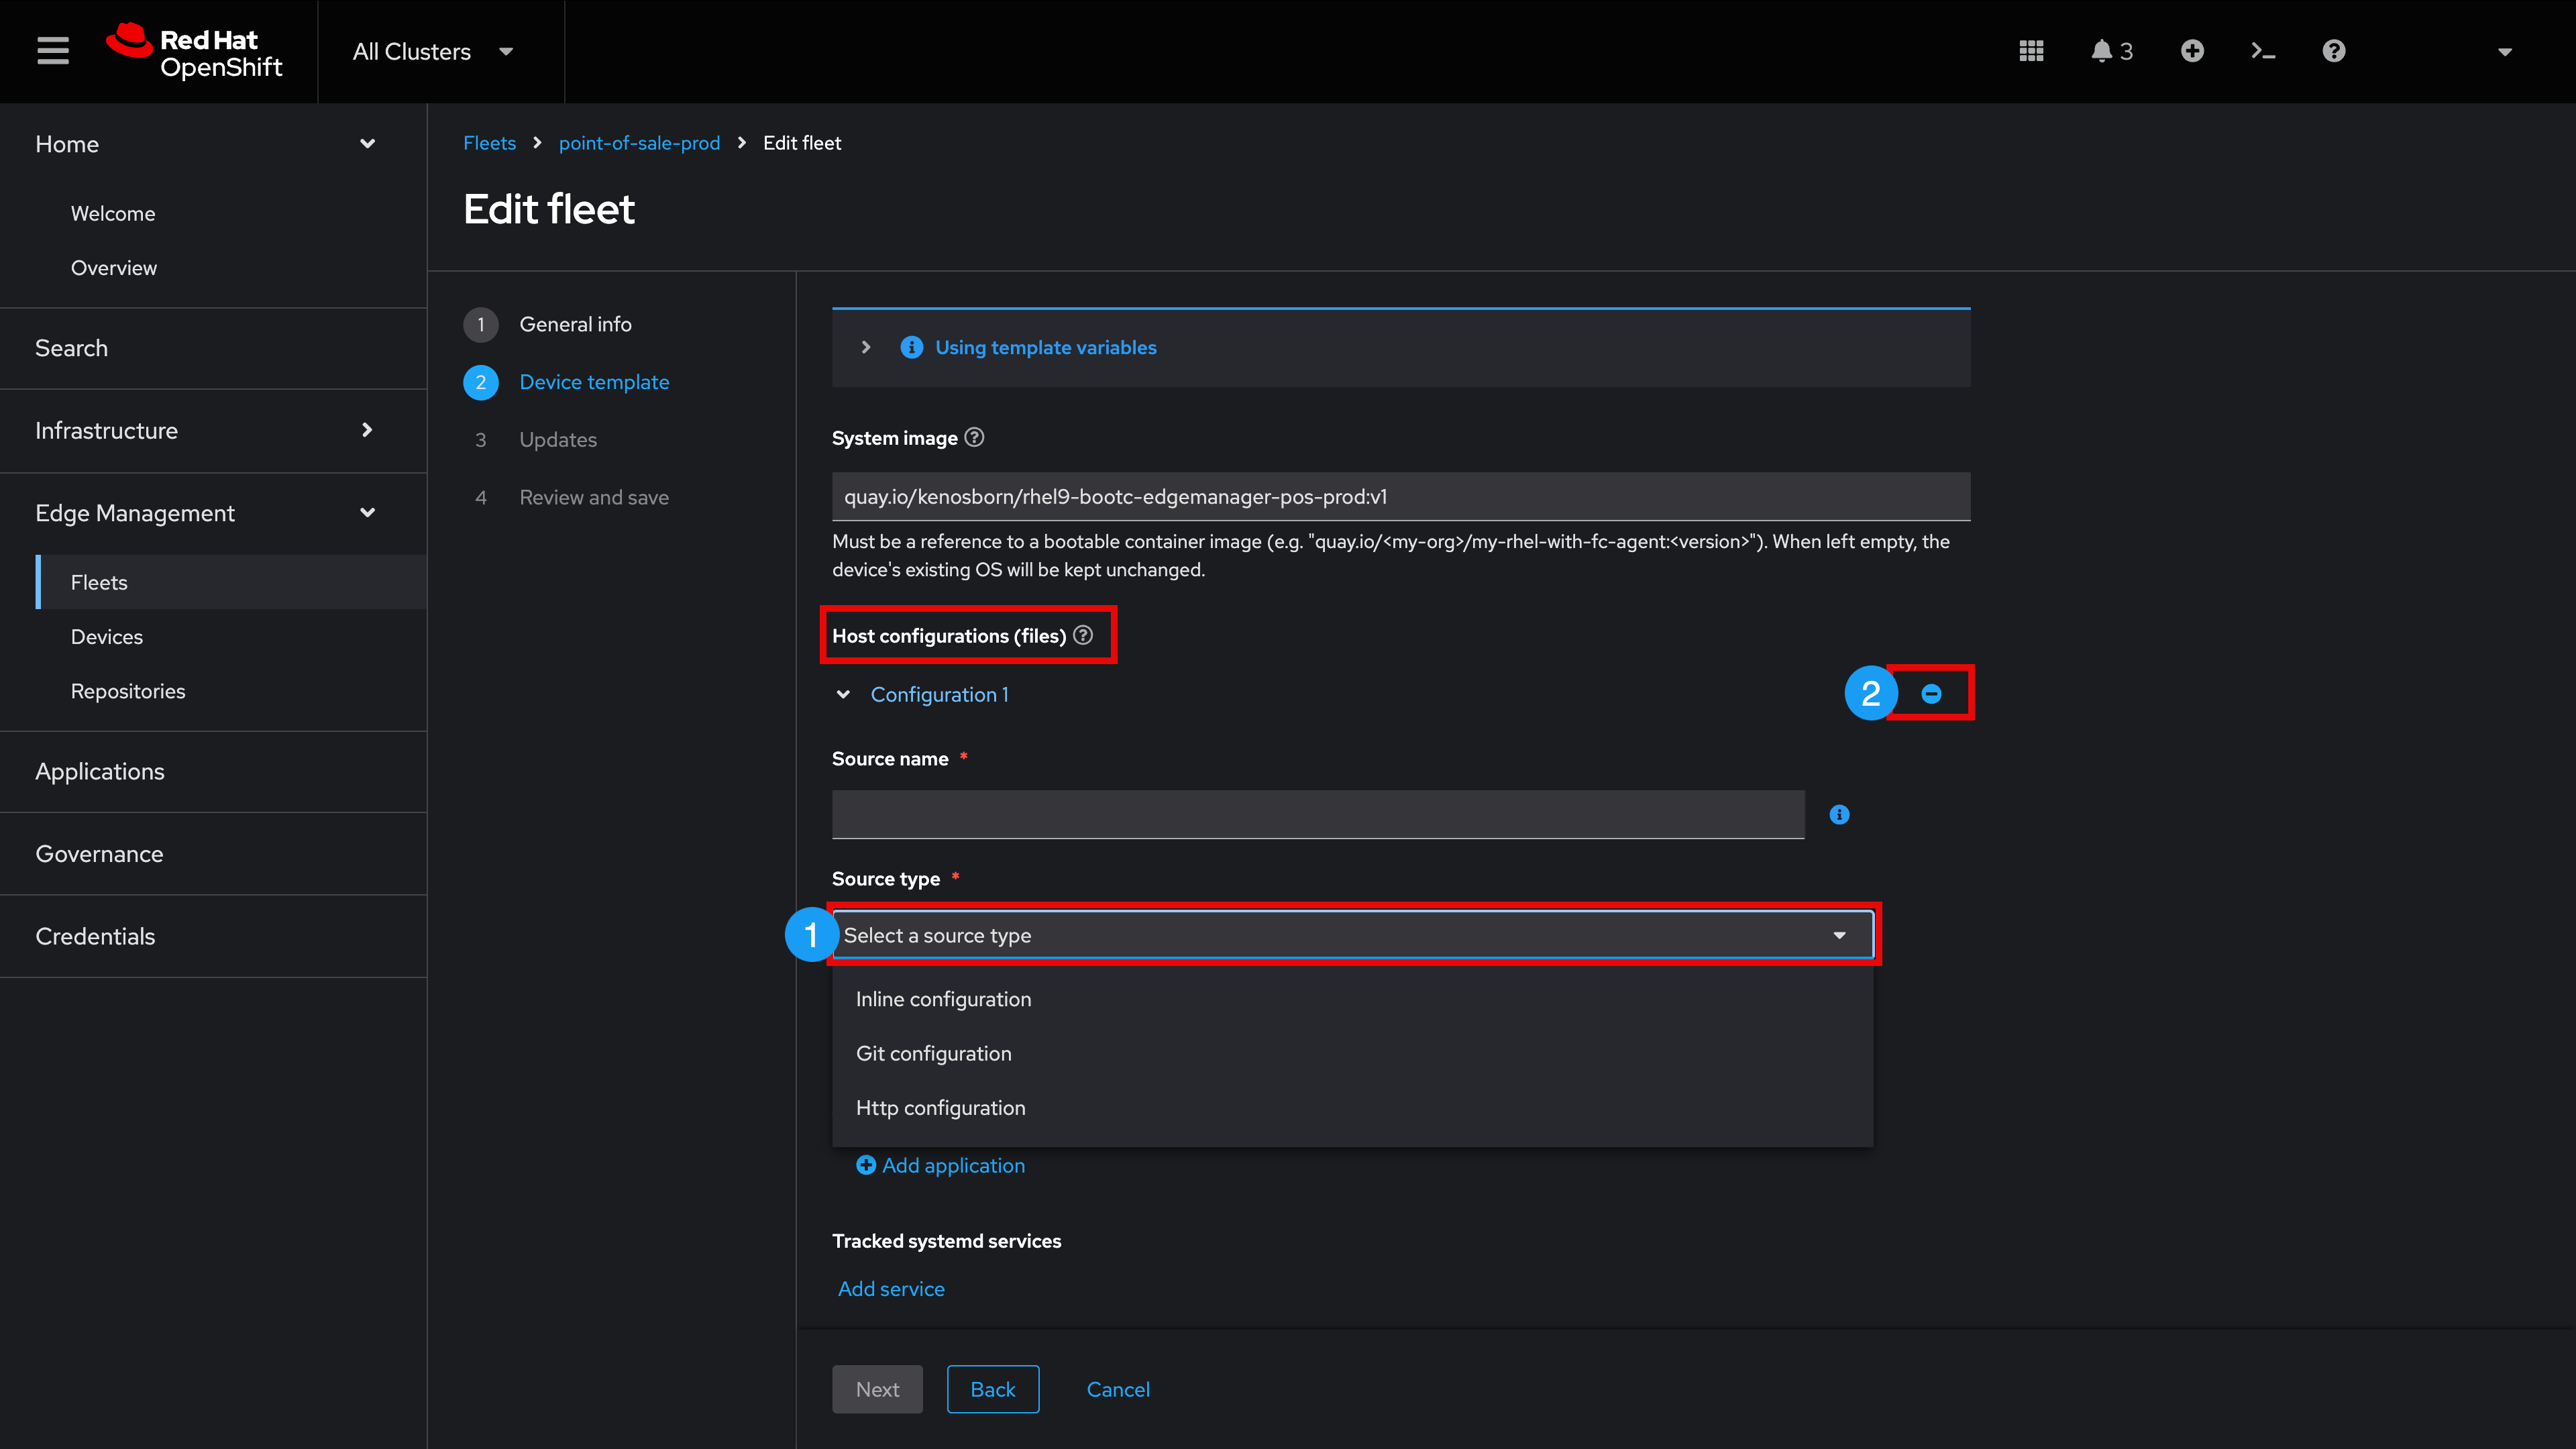 Red Hat
OpenShift
All Clusters
3
Home
Welcome
Overview
Search
Infrastructure
Edge Management
Fleets
Devices
Repositories
Applications
Governance
Credentials
Fleets > point-of-sale-prod > Edit fleet
Edit fleet
1 General info
2 Device template
3 Updates
4 Review and save
Using template variables
System image
quay.io/kenosborn/rhel9-bootc-edgemanager-pos-prod:v1
Must be a reference to a bootable container image (e.g. "quay.io/<my-org>/my-rhel-with-fc-agent:<version>"). When left empty, the
device's existing OS will be kept unchanged.
Host configurations (files)
Configuration 1
2
Source name *
Source type *
1
Select a source type
Inline configuration
Git configuration
Http configuration
Add application
Tracked systemd services
Add service
Next
Back
Cancel